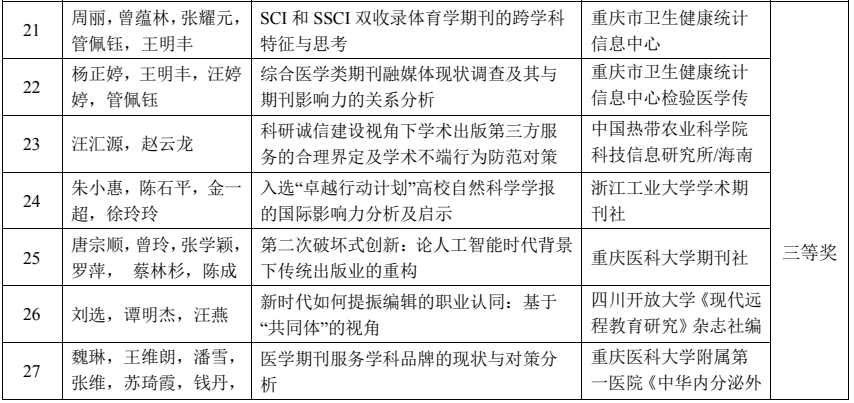 21
周丽，曾蕴林，张耀元，
管佩钰，王明丰
SCI 和 SSCI 双收录体育学期刊的跨学科
特征与思考
重庆市卫生健康统计
信息中心
22
杨正婷，王明丰，汪婷
婷，管佩钰
综合医学类期刊融媒体现状调查及其与
期刊影响力的关系分析
重庆市卫生健康统计
信息中心检验医学传
23
汪汇源，赵云龙
科研诚信建设视角下学术出版第三方服
务的合理界定及学术不端行为防范对策
中国热带农业科学院
科技信息研究所/海南
24
朱小惠，陈石平，金一
超，徐玲玲
入选“卓越行动计划”高校自然科学学报
的国际影响力分析及启示
浙江工业大学学术期
刊社
25
唐宗顺，曾玲，张学颖，
罗萍， 蔡林杉，陈成
第二次破坏式创新：论人工智能时代背景
下传统出版业的重构
重庆医科大学期刊社
三等奖
26
刘选，谭明杰，汪燕
新时代如何提振编辑的职业认同：基于
“共同体”的视角
四川开放大学《现代远
程教育研究》杂志社编
27
魏琳，王维朗，潘雪，
张维，苏琦霞，钱丹，
医学期刊服务学科品牌的现状与对策分
析
重庆医科大学附属第
一医院《中华内分泌外